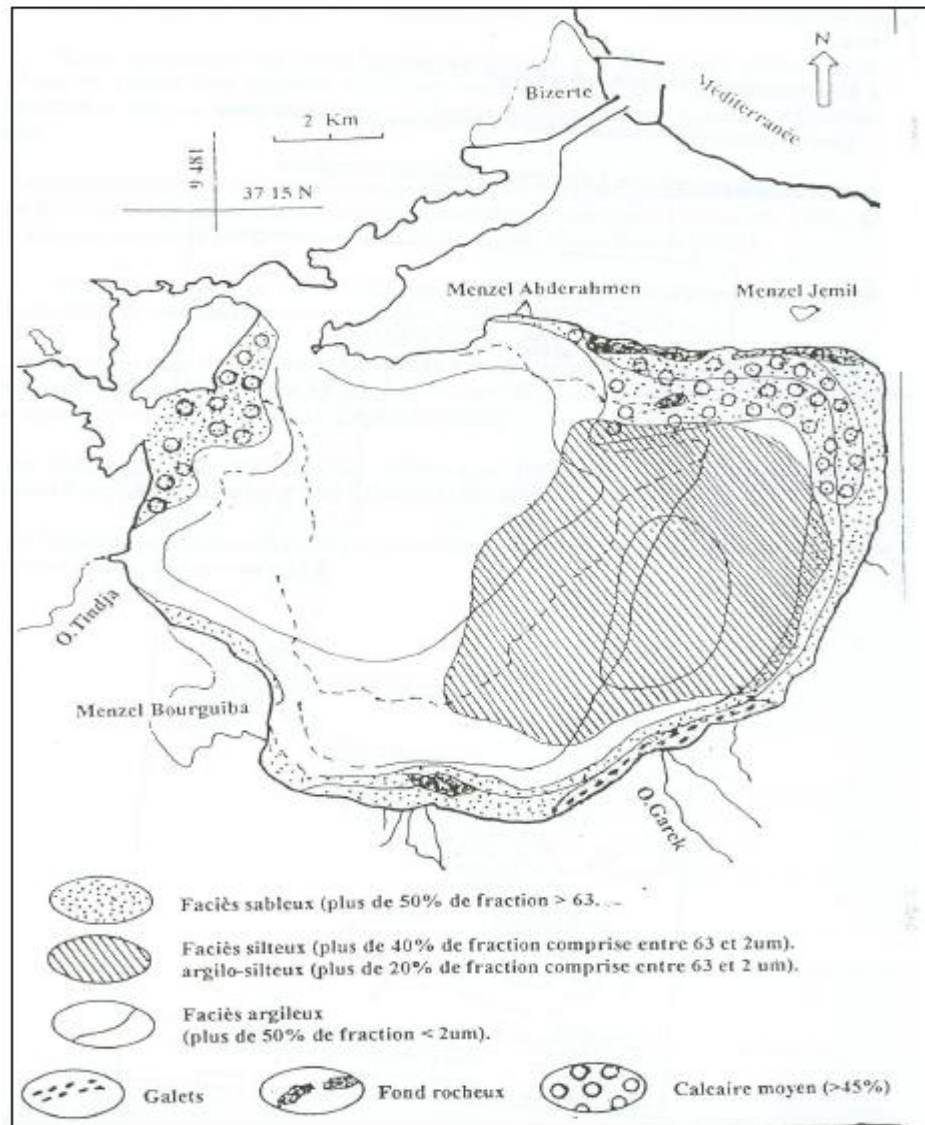 N
Bizerte
Méditerranée
2 Km
37 15 N
Menzel Abderahmen
Menzel Jemil
O.Tindja
Menzel Bourguiba
O.Garek
Faciès sableux (plus de 50% de fraction > 63
Faciès silteux (plus de 40% de fraction comprise entre 63 et 2um).
argilo-silteux (plus de 20% de fraction comprise entre 63 et 2 um).
Faciès argileux
(plus de 50% de fraction < 2um).
Galets
Fond rocheux
Calcaire moyen (>45%)